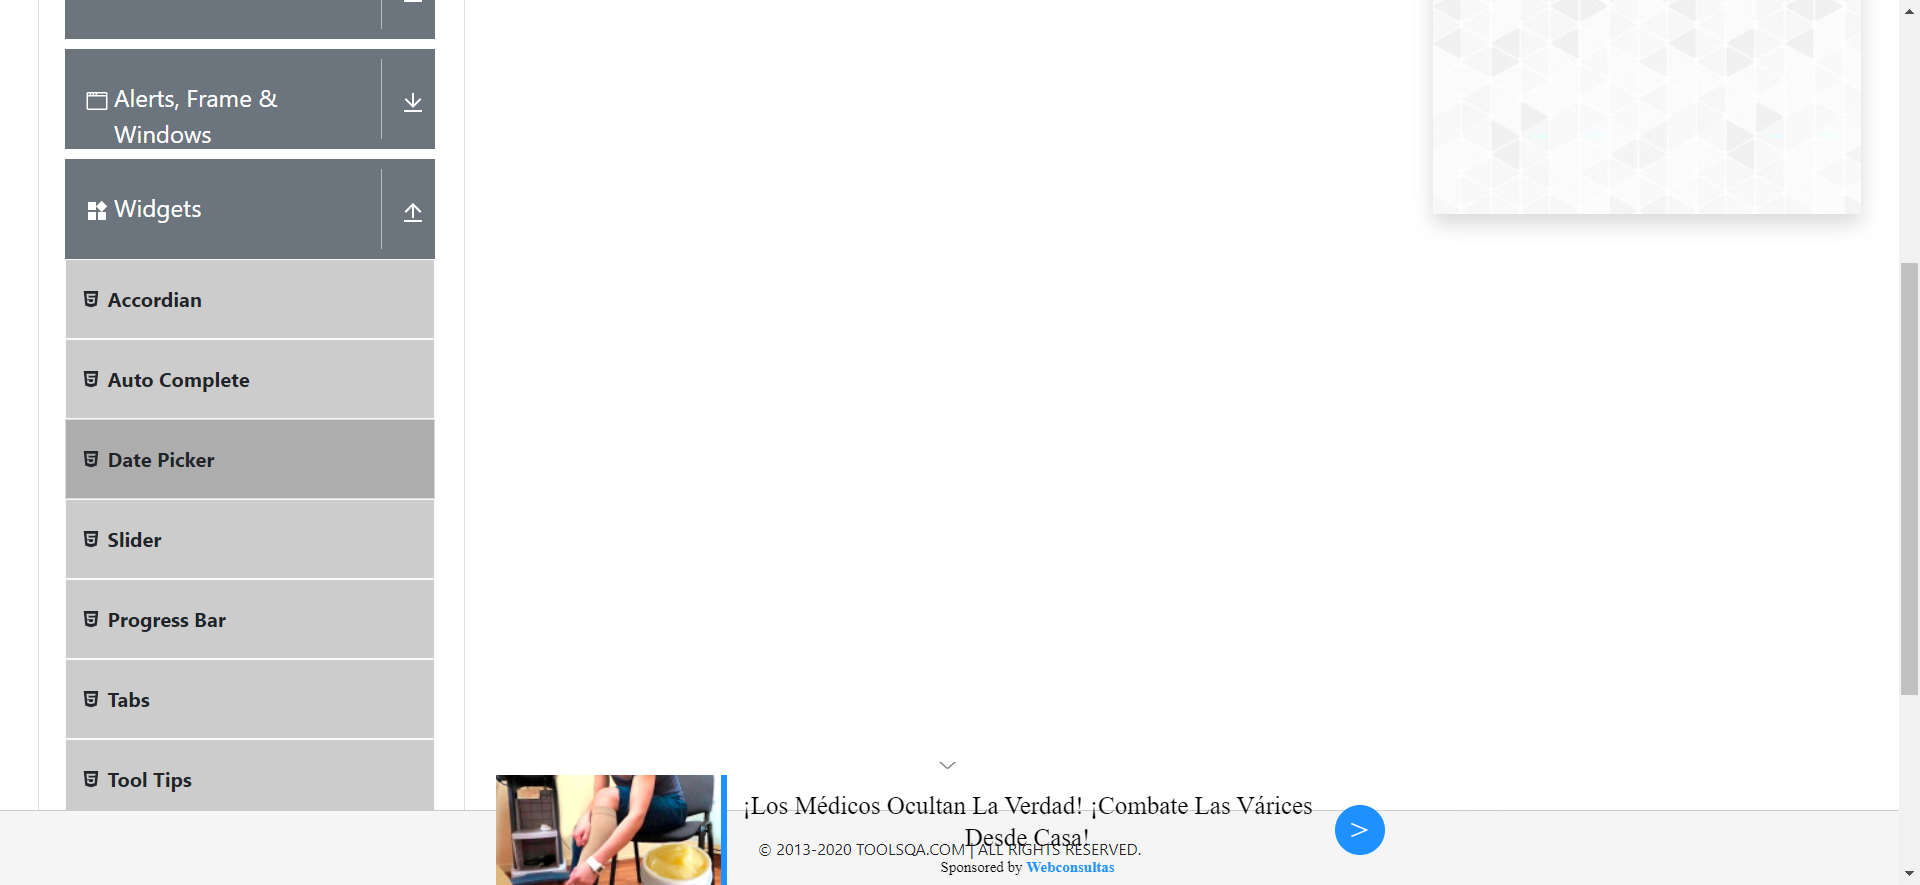 Alerts, Frame &
Windows
Widgets
Accordian
Auto Complete
Date Picker
Slider
Progress Bar
Tabs
Tool Tips
¡Los Médicos Ocultan La Verdad! ¡Combate Las Várices
Desde Casa!
© 2013-2020 TOOLSQA.COM | ALL RIGHTS RESERVED.
Sponsored by Webconsultas